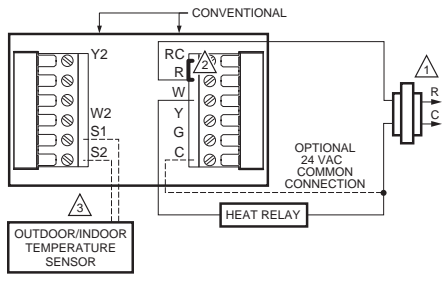 CONVENTIONAL
Y2
W2
S1
S2
RC
R
W
Y
G
C
2
1
R
C
OPTIONAL
24 VAC
COMMON
CONNECTION
3
HEAT RELAY
OUTDOOR/INDOOR
TEMPERATURE
SENSOR